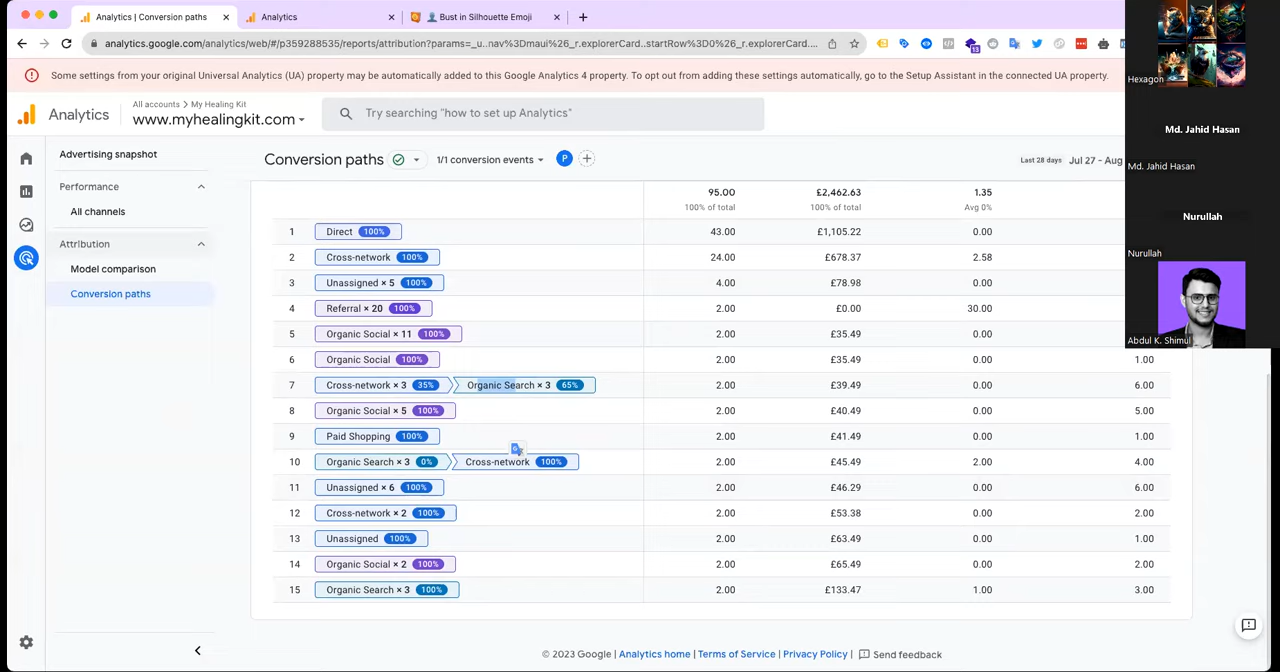 Analytics | Conversion paths
Analytics
Bust in Silhouette Emoji
analytics.google.com/analytics/web/#/p359288535/reports/attribution?params=_u..nav%3Dmaui%26_r.explorerCard..startRow%3D0%26_r.explorerCard....
13
Some settings from your original Universal Analytics (UA) property may be automatically added to this Google Analytics 4 property. To opt out from adding these settings automatically, go to the Setup Assistant in the connected UA property.
Analytics
All accounts > My Healing Kit
www.myhealingkit.com
Try searching "how to set up Analytics"
Advertising snapshot
Performance
All channels
Attribution
Model comparison
Conversion paths
Conversion paths
1/1 conversion events
P
Last 28 days Jul 27 - Aug
95.00 £2,462.63 1.35
100% of total 100% of total Avg 0%
1 Direct 100% 43.00 £1,105.22 0.00
2 Cross-network 100% 24.00 £678.37 2.58
3 Unassigned × 5 100% 4.00 £78.98 0.00
4 Referral × 20 100% 2.00 £0.00 30.00
5 Organic Social × 11 100% 2.00 £35.49 0.00
6 Organic Social 100% 2.00 £35.49 0.00 1.00
7 Cross-network × 3 35% Organic Search × 3 65% 2.00 £39.49 0.00 6.00
8 Organic Social × 5 100% 2.00 £40.49 0.00 5.00
9 Paid Shopping 100% 2.00 £41.49 0.00 1.00
10 Organic Search × 3 0% Cross-network 100% 2.00 £45.49 2.00 4.00
11 Unassigned × 6 100% 2.00 £46.29 0.00 6.00
12 Cross-network × 2 100% 2.00 £53.38 0.00 2.00
13 Unassigned 100% 2.00 £63.49 0.00 1.00
14 Organic Social × 2 100% 2.00 £65.49 0.00 2.00
15 Organic Search × 3 100% 2.00 £133.47 1.00 3.00
© 2023 Google | Analytics home | Terms of Service | Privacy Policy | Send feedback
Hexagon
Md. Jahid Hasan
Md. Jahid Hasan
Nurullah
Nurullah
Abdul K. Shimul